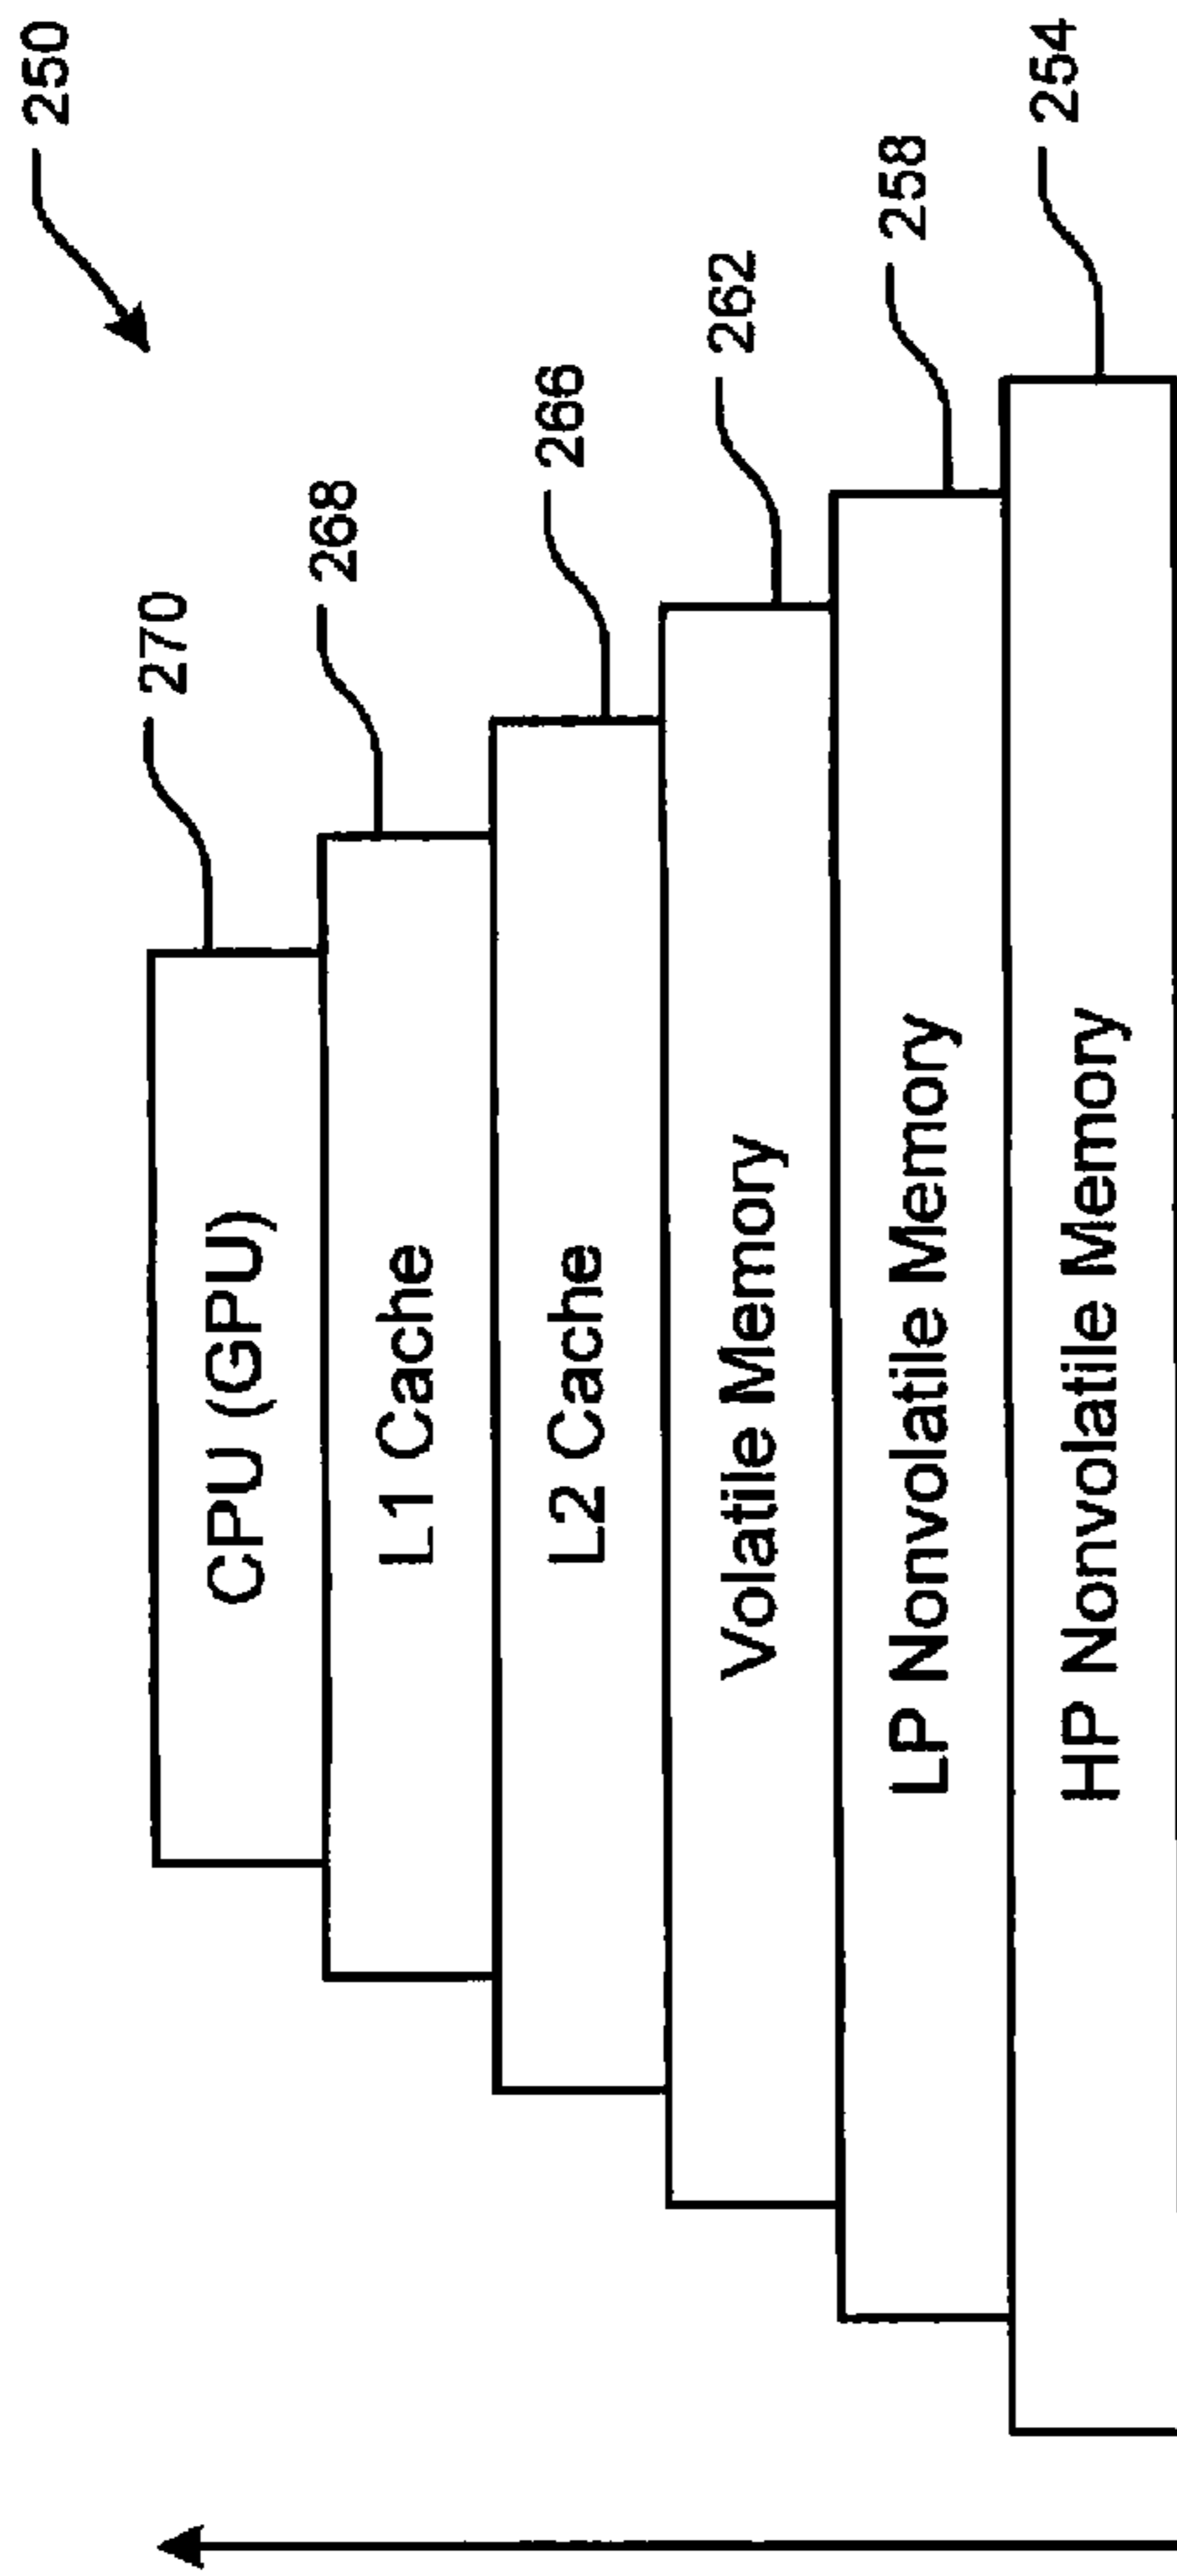 250
270
CPU (GPU)
268
L1 Cache
266
L2 Cache
262
Volatile Memory
258
LP Nonvolatile Memory
254
HP Nonvolatile Memory